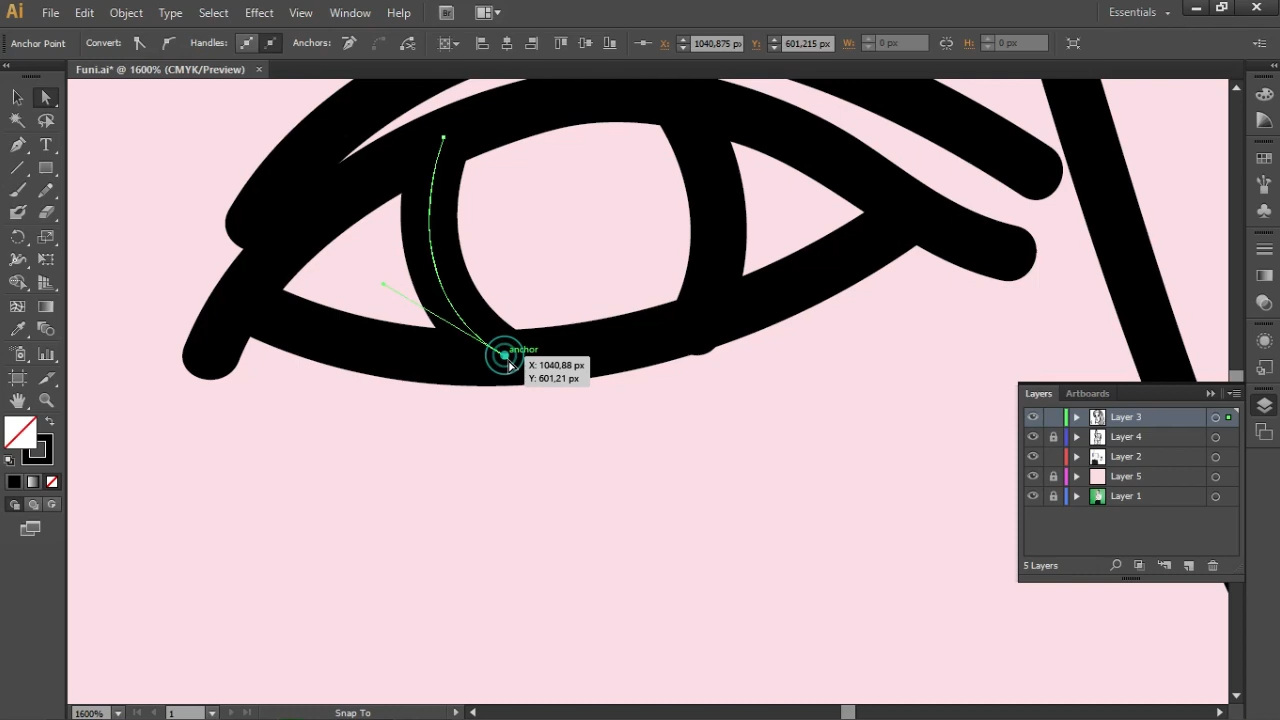 Ai File Edit Object Type Select Effect View Window Help Br Essentials
Anchor Point Convert: Handles: Anchors: X: 1040,875 px Y: 601,215 px W: 0 px H: 0 px
Funi.ai* @ 1600% (CMYK/Preview) ×
anchor
X: 1040,88 px
Y: 601,21 px
Layers Artboards
Layer 3
Layer 4
Layer 2
Layer 5
Layer 1
5 Layers
1600% 1 Snap To